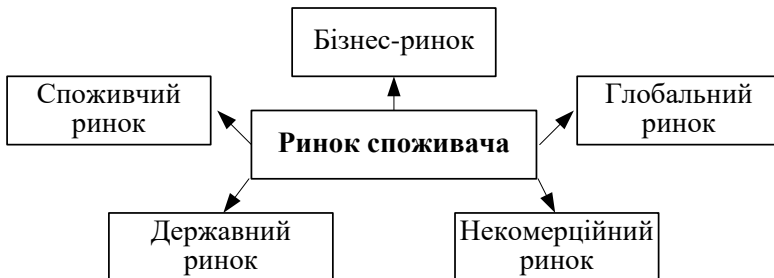 Бізнес-ринок
Споживчий
ринок
Глобальний
ринок
Ринок споживача
Державний
ринок
Некомерційний
ринок